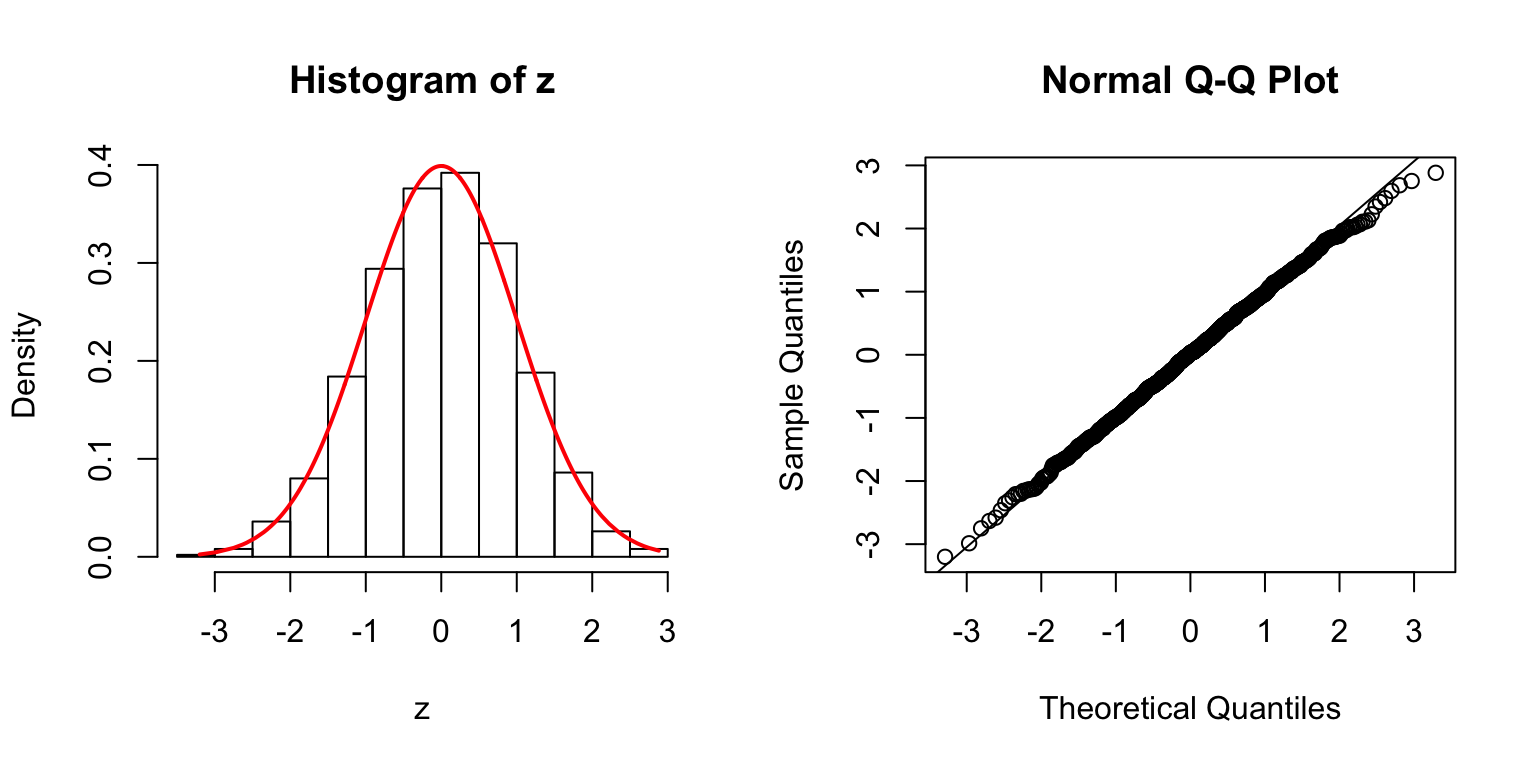 Histogram of z
Density
0.0 0.1 0.2 0.3 0.4
-3 -2 -1 0 1 2 3
z
Normal Q-Q Plot
Sample Quantiles
-3 -2 -1 0 1 2 3
-3 -2 -1 0 1 2 3
Theoretical Quantiles